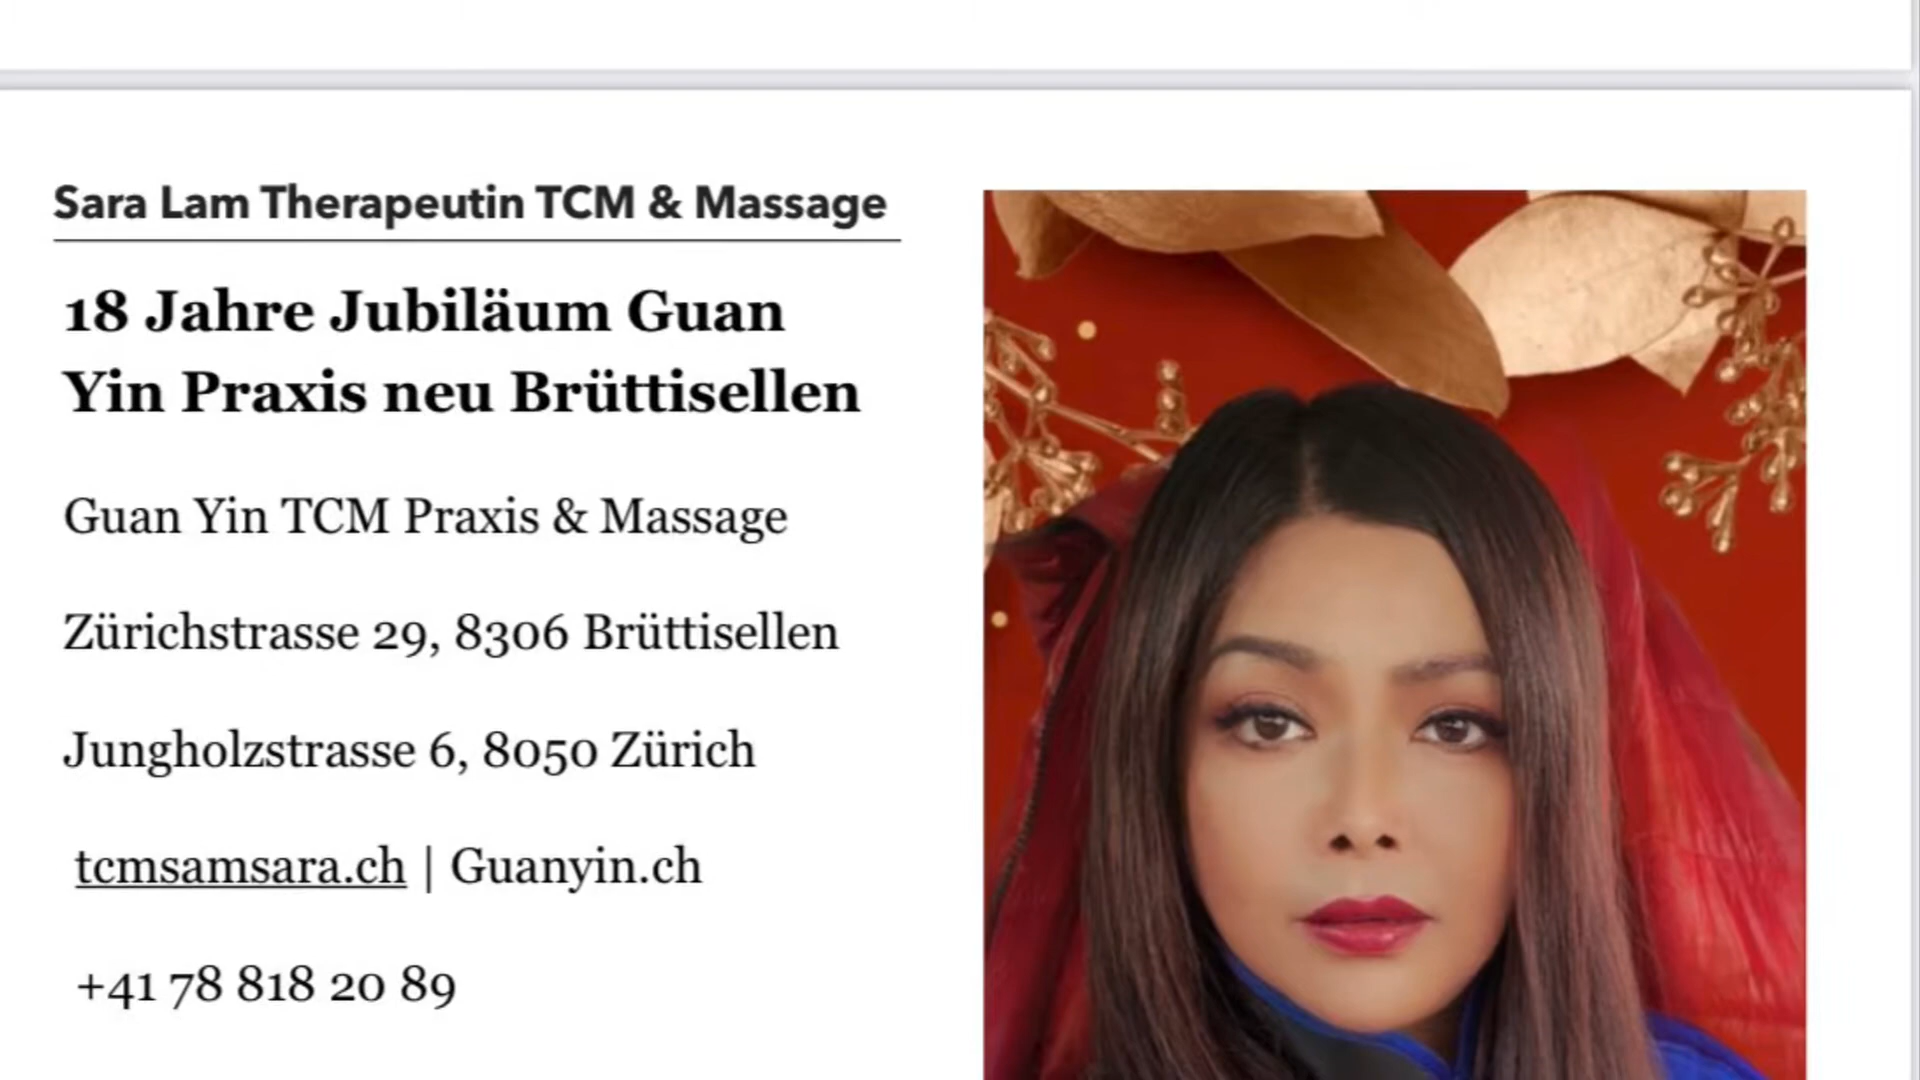 Sara Lam Therapeutin TCM & Massage
18 Jahre Jubiläum Guan
Yin Praxis neu Brüttisellen
Guan Yin TCM Praxis & Massage
Zürichstrasse 29, 8306 Brüttisellen
Jungholzstrasse 6, 8050 Zürich
tcmsamsara.ch | Guanyin.ch
+41 78 818 20 89